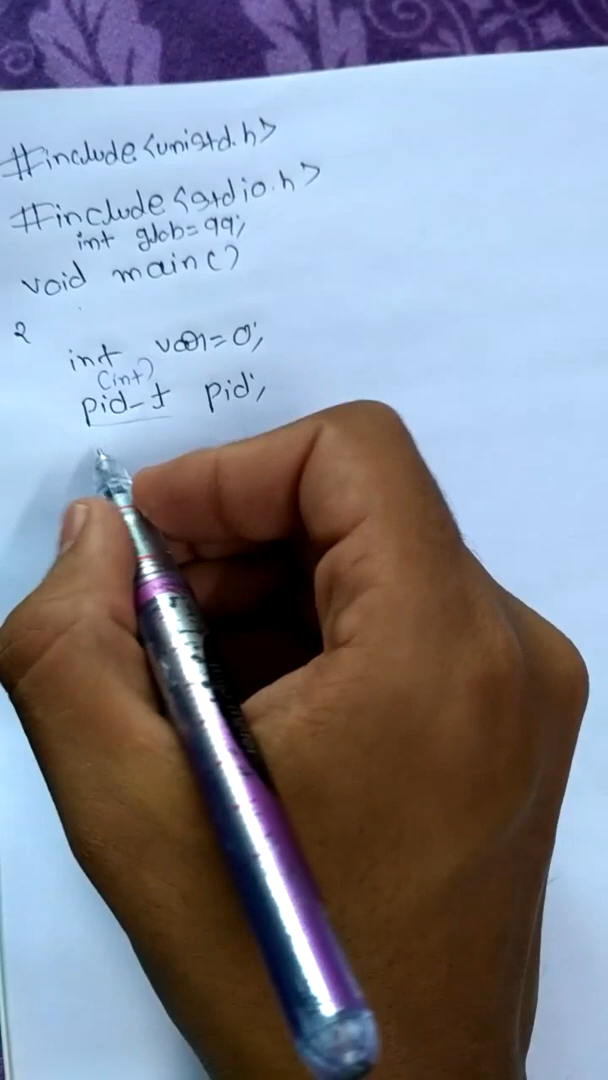 #include<unistd.h>
#include<stdio.h>
int glob=99;
void main()
{
int var=0;
(int)
pid_t pid;